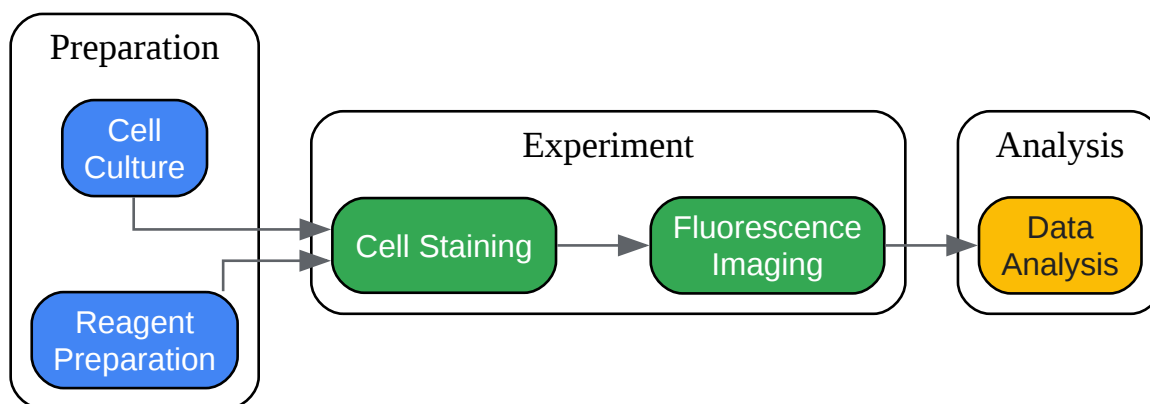 Preparation
Cell
Culture
Reagent
Preparation
Experiment
Cell Staining
Fluorescence
Imaging
Analysis
Data
Analysis